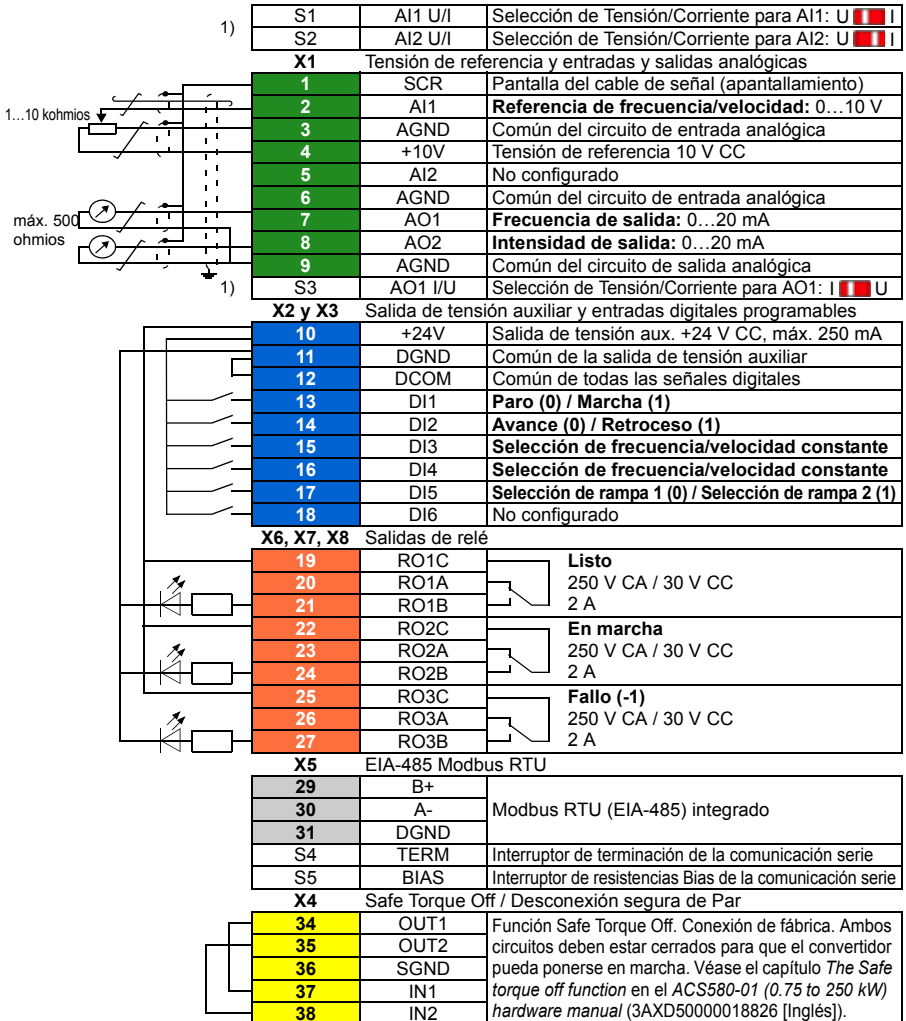 1)
S1 AI1 U/I Selección de Tensión/Corriente para AI1: U I
S2 AI2 U/I Selección de Tensión/Corriente para AI2: U I
X1 Tensión de referencia y entradas y salidas analógicas
1 SCR Pantalla del cable de señal (apantallamiento)
1…10 kohmios
2 AI1 Referencia de frecuencia/velocidad: 0…10 V
3 AGND Común del circuito de entrada analógica
4 +10V Tensión de referencia 10 V CC
5 AI2 No configurado
6 AGND Común del circuito de entrada analógica
máx. 500
ohmios
7 AO1 Frecuencia de salida: 0…20 mA
8 AO2 Intensidad de salida: 0…20 mA
9 AGND Común del circuito de salida analógica
1)
S3 AO1 I/U Selección de Tensión/Corriente para AO1: I U
X2 y X3 Salida de tensión auxiliar y entradas digitales programables
10 +24V Salida de tensión aux. +24 V CC, máx. 250 mA
11 DGND Común de la salida de tensión auxiliar
12 DCOM Común de todas las señales digitales
13 DI1 Paro (0) / Marcha (1)
14 DI2 Avance (0) / Retroceso (1)
15 DI3 Selección de frecuencia/velocidad constante
16 DI4 Selección de frecuencia/velocidad constante
17 DI5 Selección de rampa 1 (0) / Selección de rampa 2 (1)
18 DI6 No configurado
X6, X7, X8 Salidas de relé
19 RO1C Listo
20 RO1A 250 V CA / 30 V CC
21 RO1B 2 A
22 RO2C En marcha
23 RO2A 250 V CA / 30 V CC
24 RO2B 2 A
25 RO3C Fallo (-1)
26 RO3A 250 V CA / 30 V CC
27 RO3B 2 A
X5 EIA-485 Modbus RTU
29 B+
30 A- Modbus RTU (EIA-485) integrado
31 DGND
S4 TERM Interruptor de terminación de la comunicación serie
S5 BIAS Interruptor de resistencias Bias de la comunicación serie
X4 Safe Torque Off / Desconexión segura de Par
34 OUT1 Función Safe Torque Off. Conexión de fábrica. Ambos
35 OUT2 circuitos deben estar cerrados para que el convertidor
36 SGND pueda ponerse en marcha. Véase el capítulo The Safe
37 IN1 torque off function en el ACS580-01 (0.75 to 250 kW)
38 IN2 hardware manual (3AXD50000018826 [Inglés]).